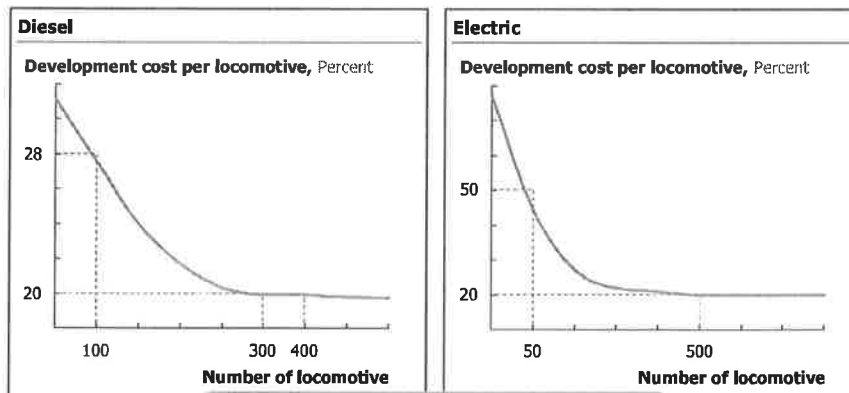 Diesel
Development cost per locomotive, Percent
28
20
100 300 400
Number of locomotive
Electric
Development cost per locomotive, Percent
50
20
50 500
Number of locomotive